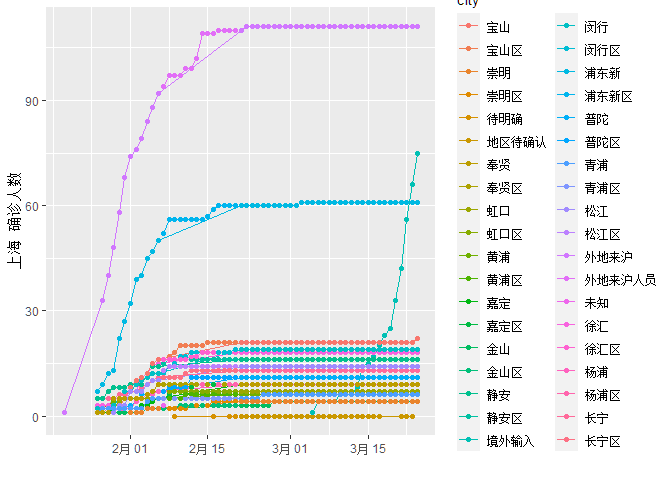 City
宝山
宝山区
崇明
崇明区
待明确
地区待确认
奉贤
奉贤区
虹口
虹口区
黄浦
黄浦区
嘉定
嘉定区
金山
金山区
静安
静安区
境外输入
闵行
闵行区
浦东新
浦东新区
普陀
普陀区
青浦
青浦区
松江
松江区
外地来沪
外地来沪人员
未知
徐汇
徐汇区
杨浦
杨浦区
长宁
长宁区
上海 确诊人数
90
60
30
0
2月 01
2月 15
3月 01
3月 15